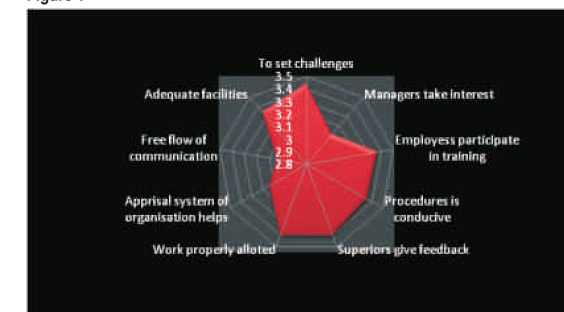 To set challenges
3.5
3.4
3.3
3.2
3.1
3
2.9
2.8
Adequate facilities
Managers take interest
Free flow of
communication
Employess participate
in training
Apprisal system of
organisation helps
Procedures is
conducive
Work properly alloted
Superiors give feedback